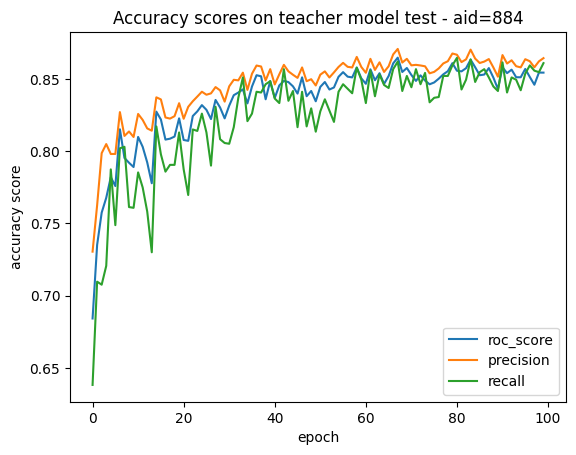 Accuracy scores on teacher model test - aid=884
accuracy score
0.85
0.80
0.75
0.70
0.65
0 20 40 60 80 100
epoch
roc_score
precision
recall